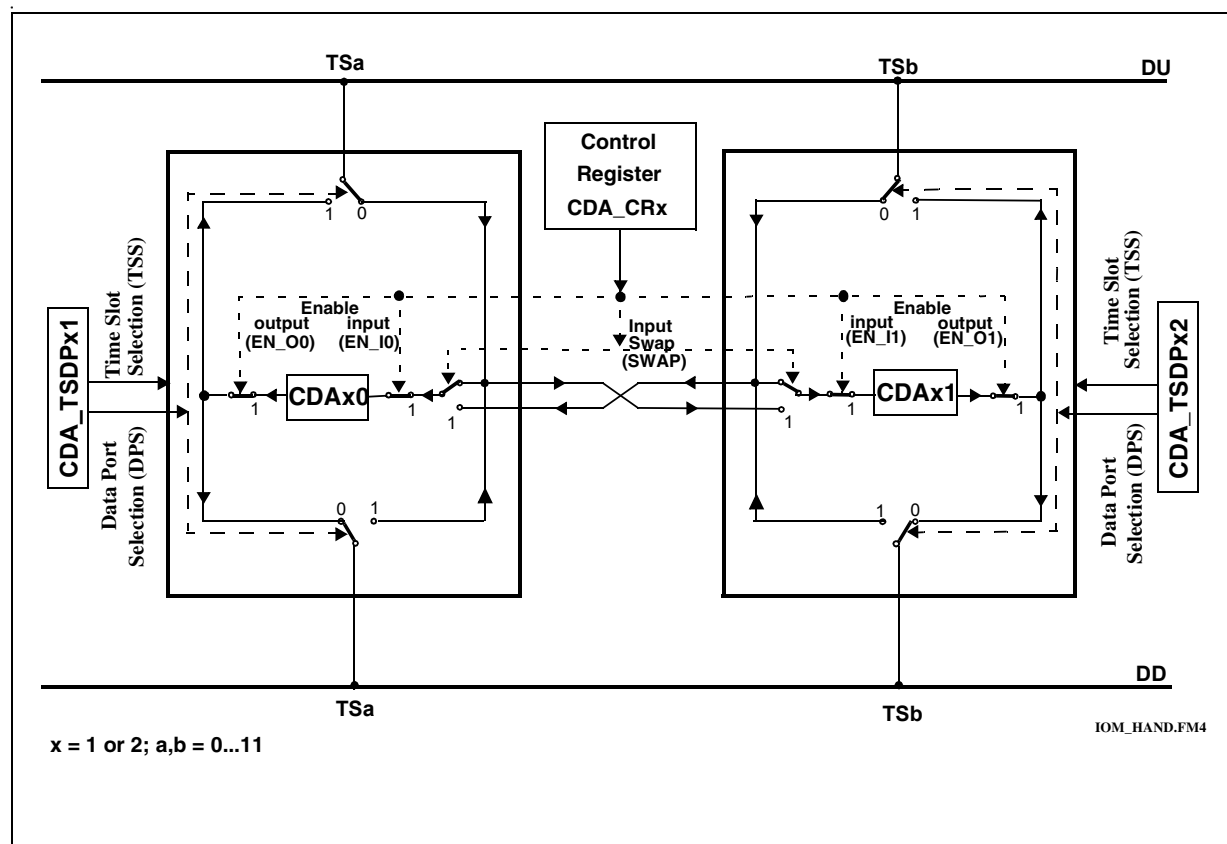 TSa
TSb
DU
Control
Register
CDA_CRx
1
0
0
1
Time Slot
Selection (TSS)
Time Slot
Selection (TSS)
Enable
output
(EN_O0)
input
(EN_I0)
Input
Swap
(SWAP)
Enable
input
(EN_I1)
output
(EN_O1)
CDA_TSDPx1
CDA_TSDPx2
1
CDAx0
1
1
1
1
CDAx1
1
Data Port
Selection (DPS)
Data Port
Selection (DPS)
0
1
1
0
DD
TSa
TSb
IOM_HAND.FM4
x = 1 or 2; a,b = 0...11